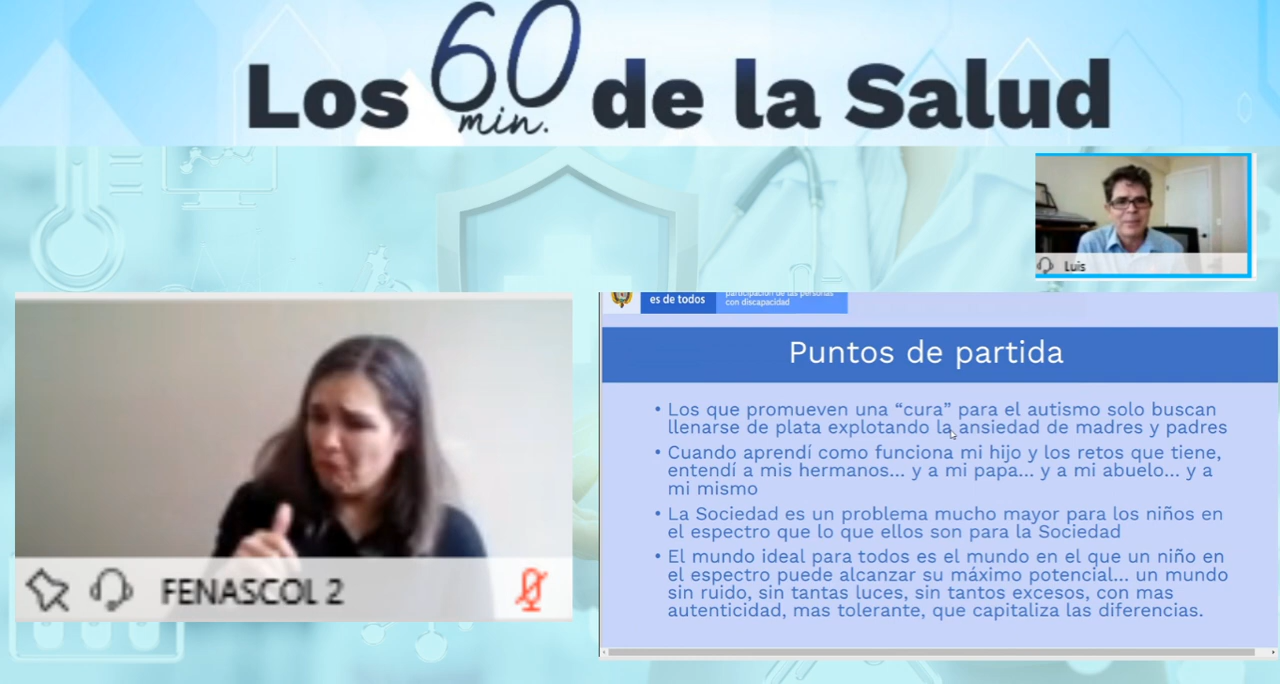 Los 60 min. de la Salud
Luis
es de todos
participación de las personas
con discapacidad
Puntos de partida
• Los que promueven una “cura” para el autismo solo buscan
llenarse de plata explotando la ansiedad de madres y padres
• Cuando aprendí como funciona mi hijo y los retos que tiene,
entendí a mis hermanos... y a mi papa... y a mi abuelo... y a
mi mismo
• La Sociedad es un problema mucho mayor para los niños en
el espectro que lo que ellos son para la Sociedad
• El mundo ideal para todos es el mundo en el que un niño en
el espectro puede alcanzar su máximo potencial... un mundo
sin ruido, sin tantas luces, sin tantos excesos, con mas
autenticidad, mas tolerante, que capitaliza las diferencias.
FENASCOL 2